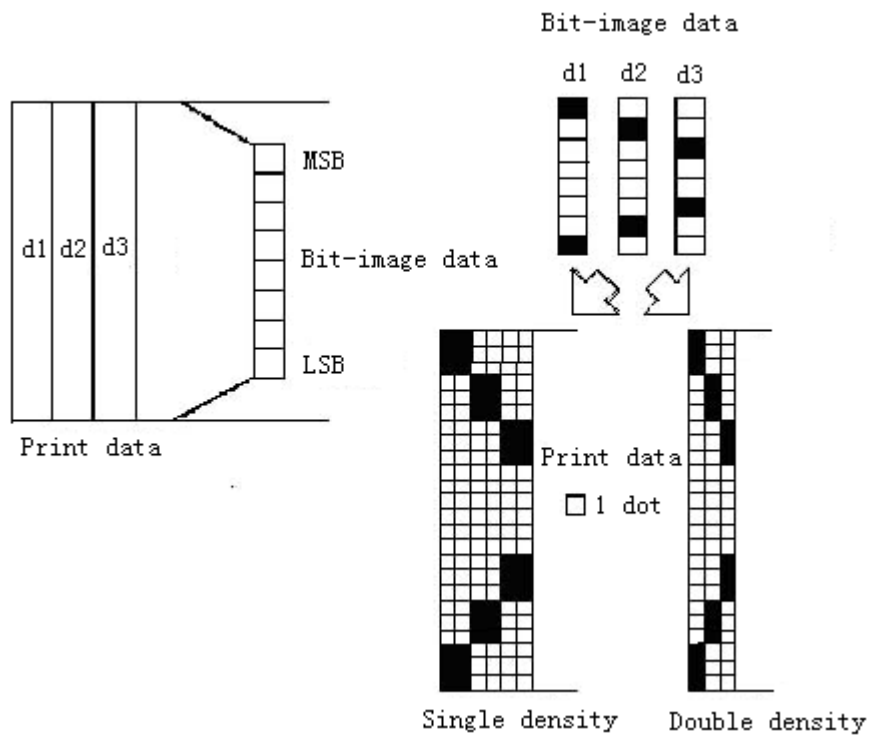 Bit-image data
d1 d2 d3
MSB
d1 d2 d3
Bit-image data
LSB
Print data
Print data
1 dot
Single density Double density